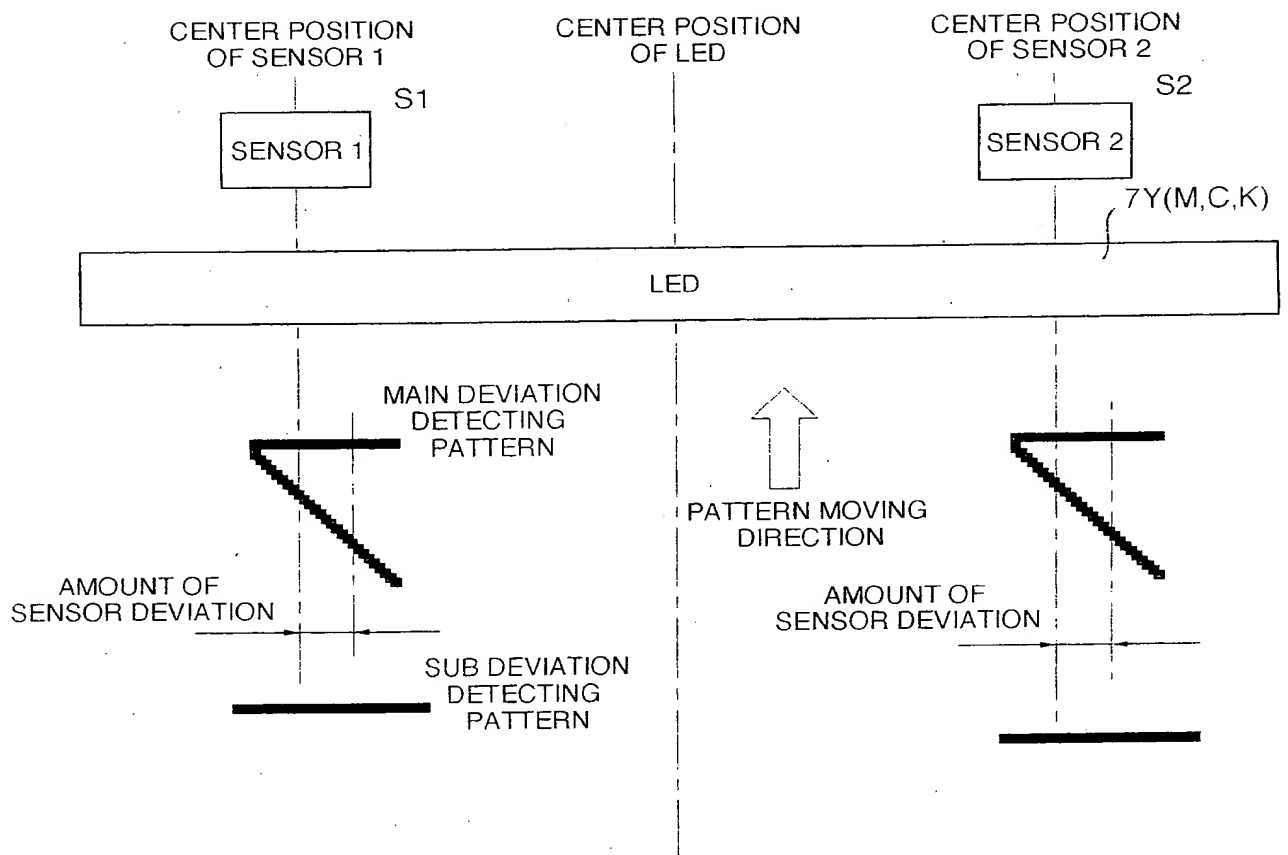 CENTER POSITION
OF SENSOR 1
CENTER POSITION
OF LED
CENTER POSITION
OF SENSOR 2
S1
S2
SENSOR 1
SENSOR 2
7Y(M,C,K)
LED
MAIN DEVIATION
DETECTING
PATTERN
PATTERN MOVING
DIRECTION
AMOUNT OF
SENSOR DEVIATION
AMOUNT OF
SENSOR DEVIATION
SUB DEVIATION
DETECTING
PATTERN